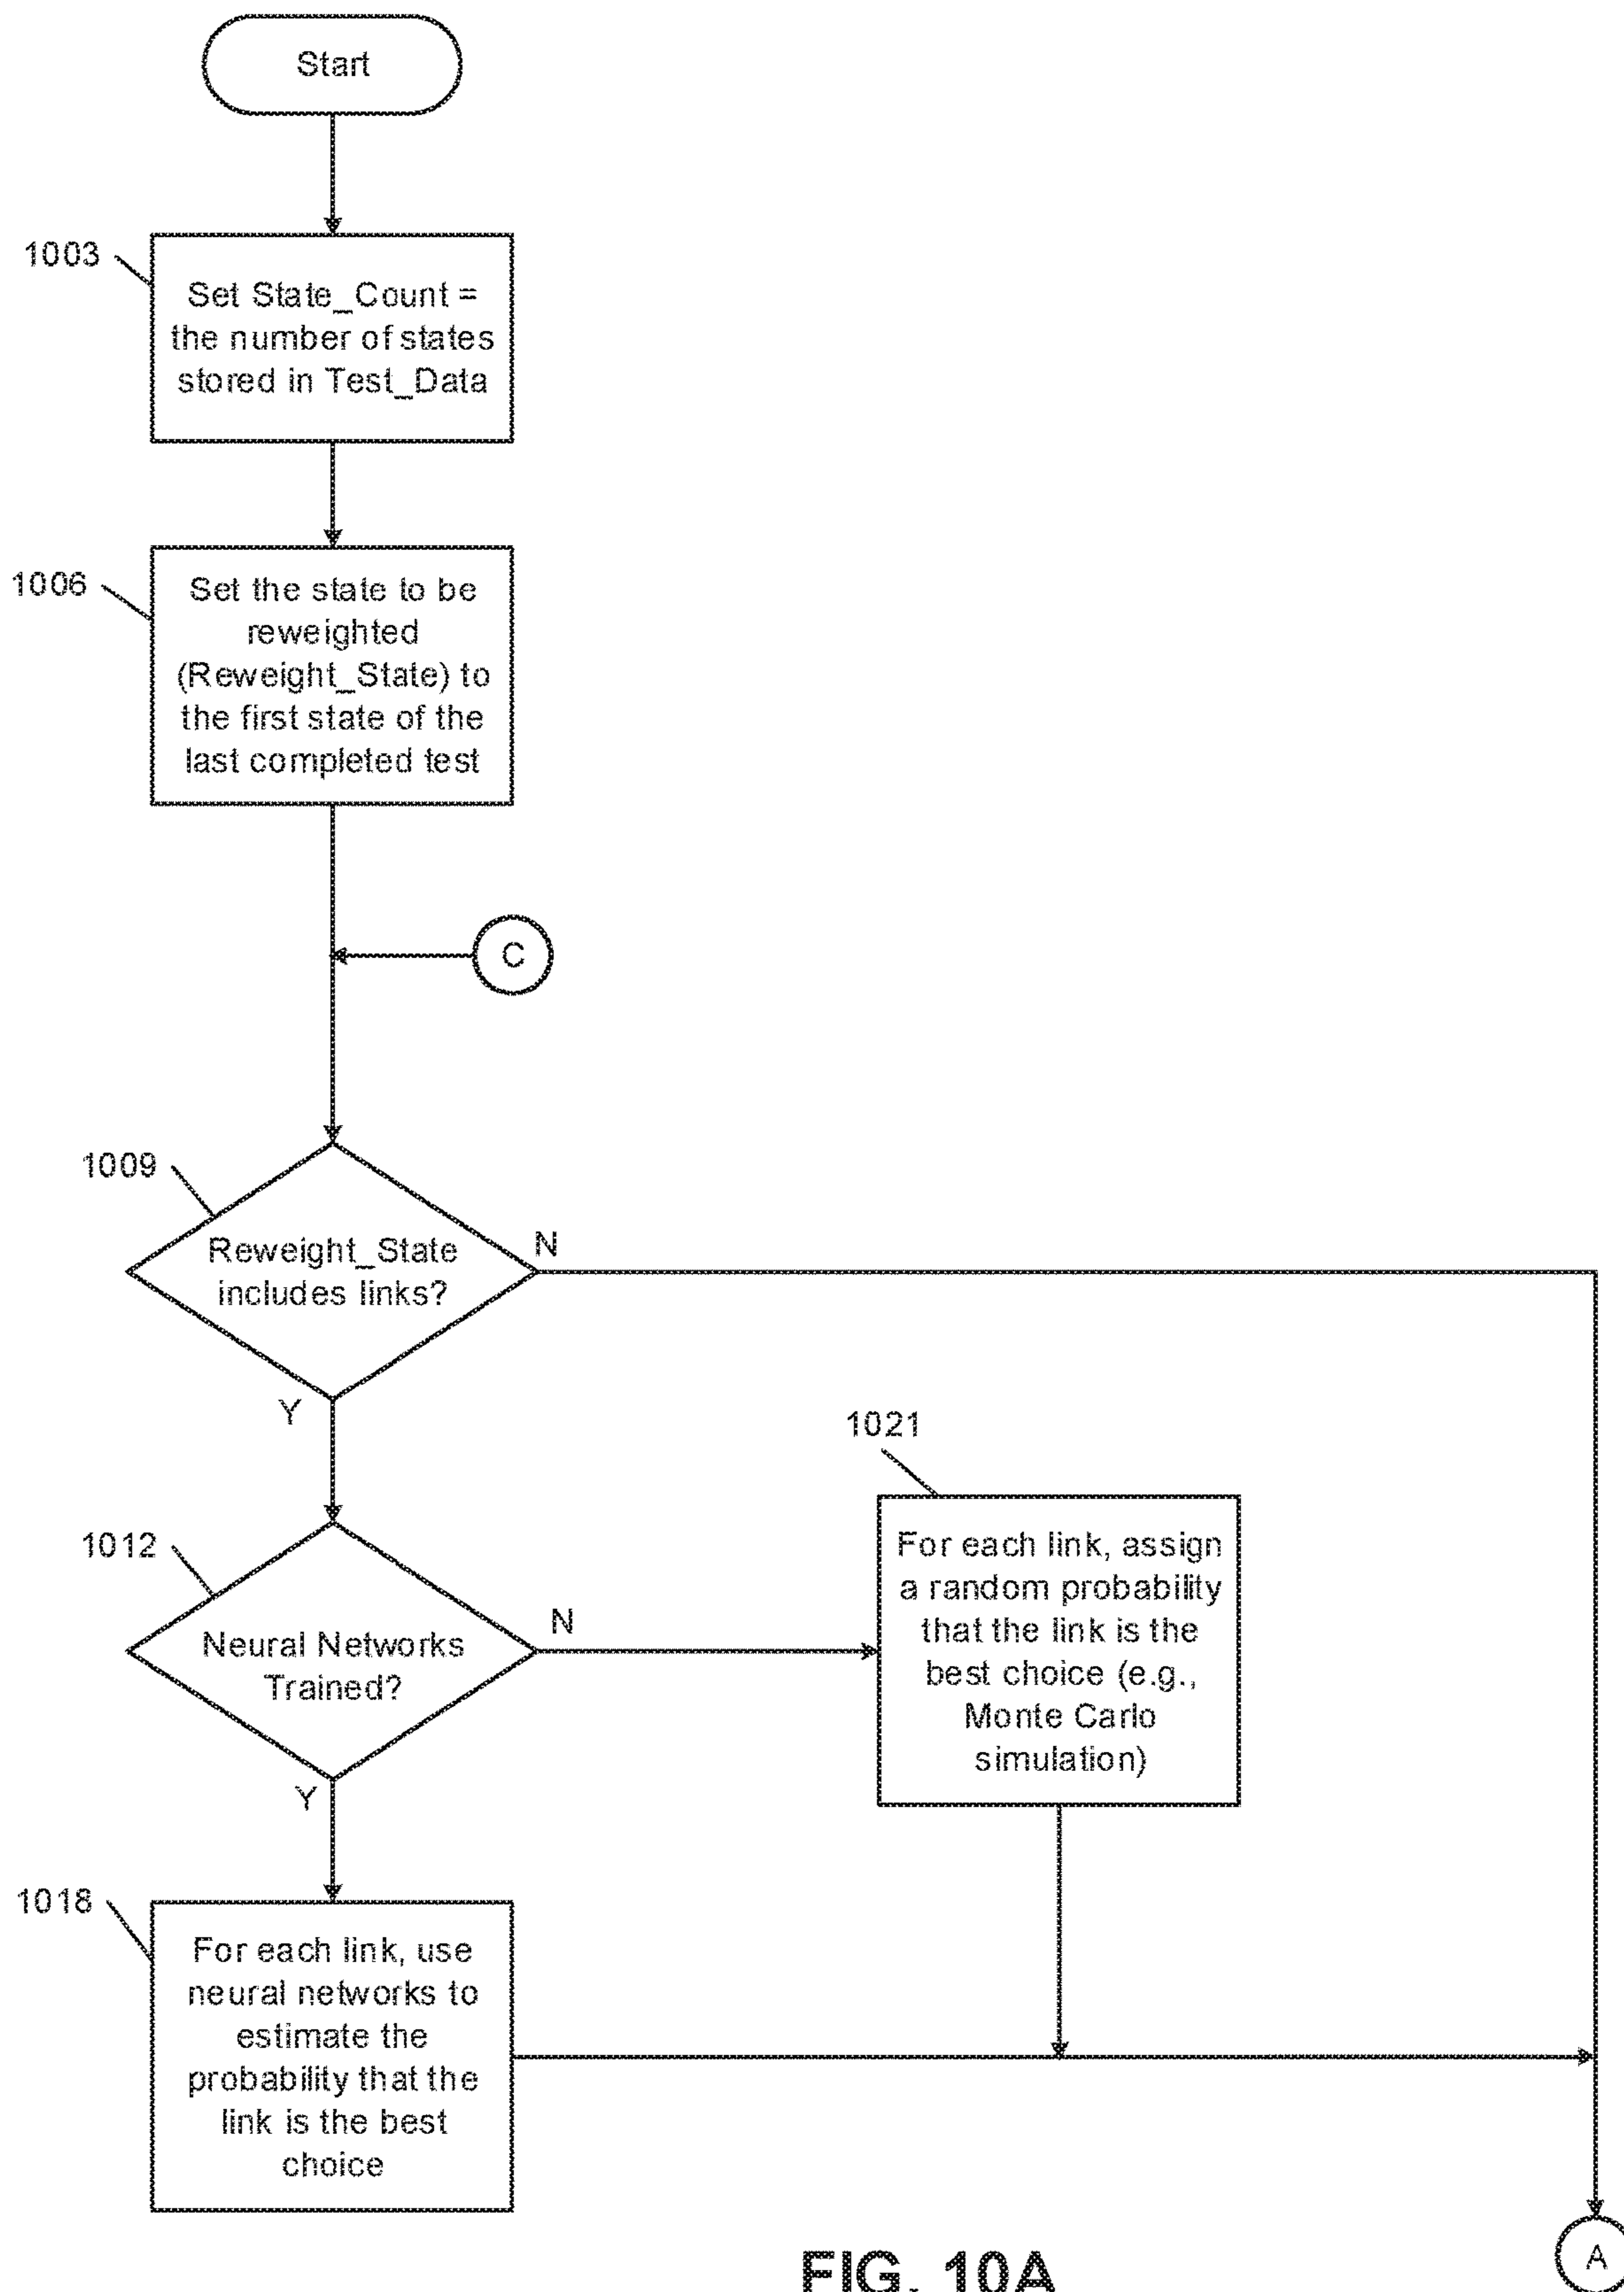 Start
1003
Set State_Count =
the number of states
stored in Test_Data
1006
Set the state to be
reweighted
(Reweight_State) to
the first state of the
last completed test
C
1009
Reweight_State
includes links?
N
Y
1021
For each link, assign
a random probability
that the link is the
best choice (e.g.,
Monte Carlo
simulation)
1012
Neural Networks
Trained?
N
Y
1018
For each link, use
neural networks to
estimate the
probability that the
link is the best
choice
A
FIG. 10A